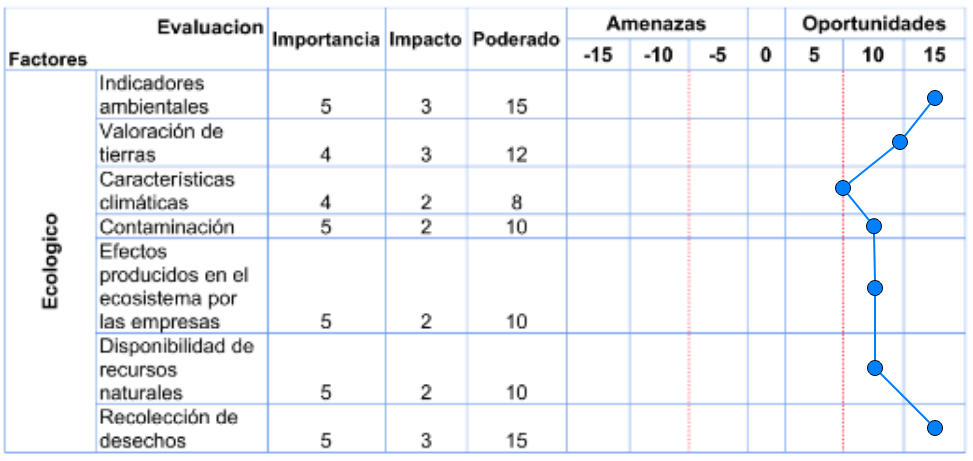 Evaluacion
Factores
Importancia Impacto Poderado
Amenazas
Oportunidades
-15 -10 -5 0 5 10 15
Ecologico
Indicadores
ambientales 5 3 15
Valoración de
tierras 4 3 12
Características
climáticas 4 2 8
Contaminación 5 2 10
Efectos
producidos en el
ecosistema por
las empresas 5 2 10
Disponibilidad de
recursos
naturales 5 2 10
Recolección de
desechos 5 3 15